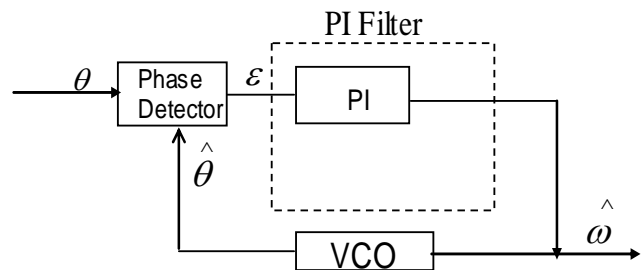 PI Filter
θ
Phase
Detector
ε
PI
θ̂
VCO
ω̂